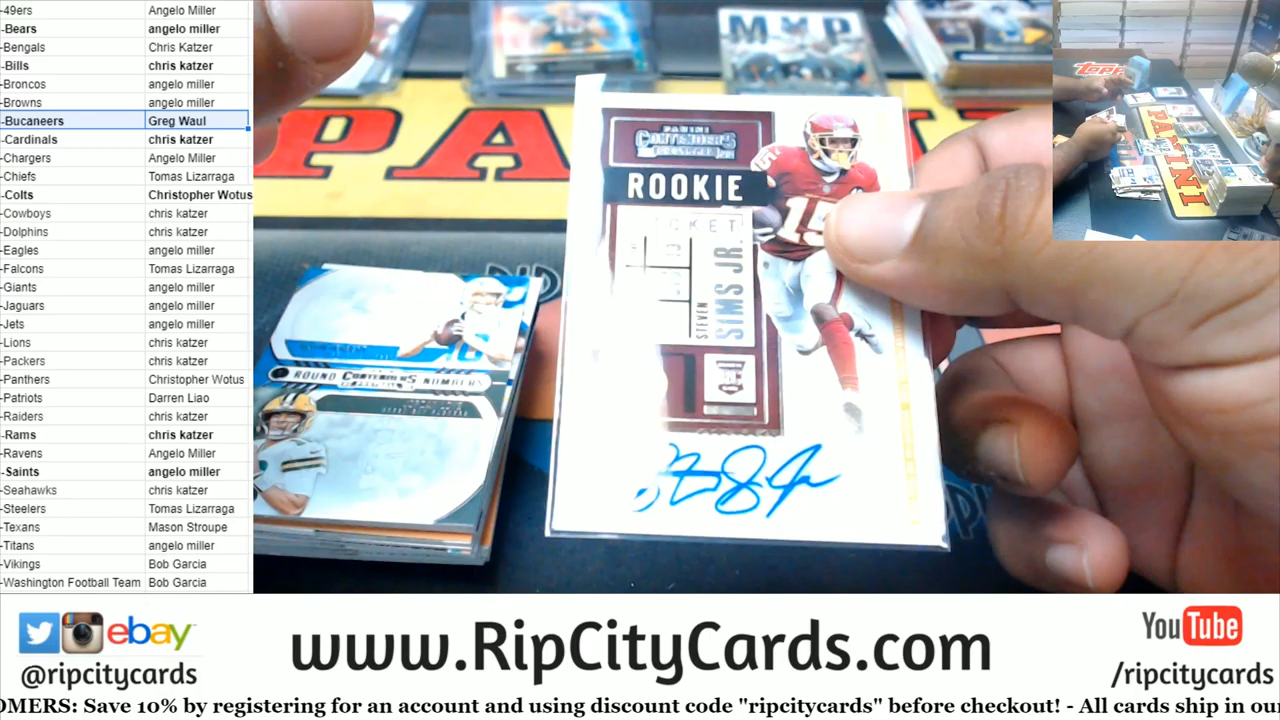 -49ers Angelo Miller
-Bears angelo miller
-Bengals Chris Katzer
-Bills chris katzer
-Broncos angelo miller
-Browns angelo miller
-Bucaneers Greg Waul
-Cardinals chris katzer
-Chargers Angelo Miller
-Chiefs Tomas Lizarraga
-Colts Christopher Wotus
-Cowboys chris katzer
-Dolphins chris katzer
-Eagles angelo miller
-Falcons Tomas Lizarraga
-Giants angelo miller
-Jaguars angelo miller
-Jets angelo miller
-Lions chris katzer
-Packers chris katzer
-Panthers Christopher Wotus
-Patriots Darren Liao
-Raiders chris katzer
-Rams chris katzer
-Ravens Angelo Miller
-Saints angelo miller
-Seahawks chris katzer
-Steelers Tomas Lizarraga
-Texans Mason Stroupe
-Titans angelo miller
-Vikings Bob Garcia
-Washington Football Team Bob Garcia
MVP
PANINI
PANINI
CONTENDERS
ROOKIE
STEVEN
SIMS JR.
15
ROUND CONTENDERS NUMBERS
ebay
@ripcitycards
www.RipCityCards.com
YouTube
/ripcitycards
OMERS: Save 10% by registering for an account and using discount code "ripcitycards" before checkout! - All cards ship in ou